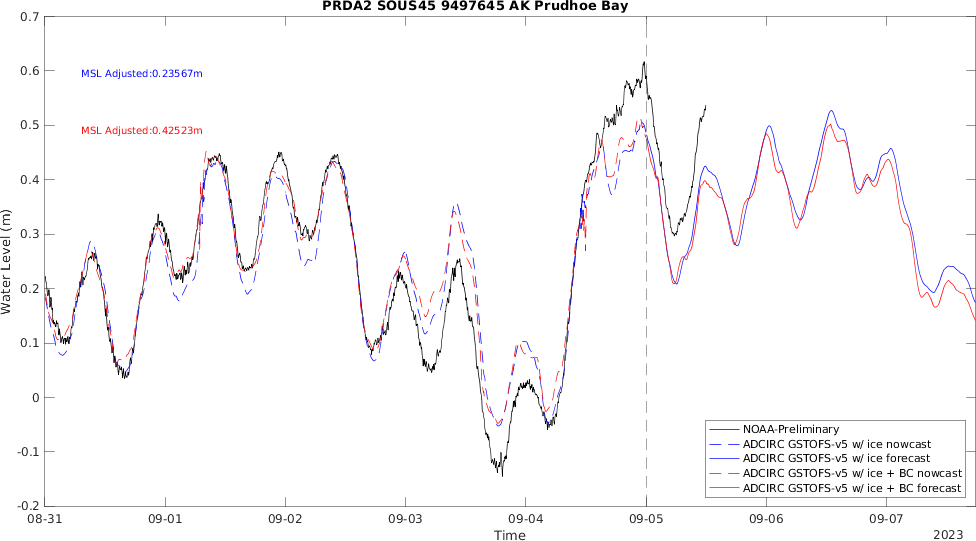 PRDA2 SOUS45 9497645 AK Prudhoe Bay
0.7
0.6
0.5
0.4
0.3
0.2
0.1
0
-0.1
-0.2
Water Level (m)
MSL Adjusted:0.23567m
MSL Adjusted:0.42523m
NOAA-Preliminary
ADCIRC GSTOFS-v5 w/ ice nowcast
ADCIRC GSTOFS-v5 w/ ice forecast
ADCIRC GSTOFS-v5 w/ ice + BC nowcast
ADCIRC GSTOFS-v5 w/ ice + BC forecast
08-31 09-01 09-02 09-03 09-04 09-05 09-06 09-07
Time
2023